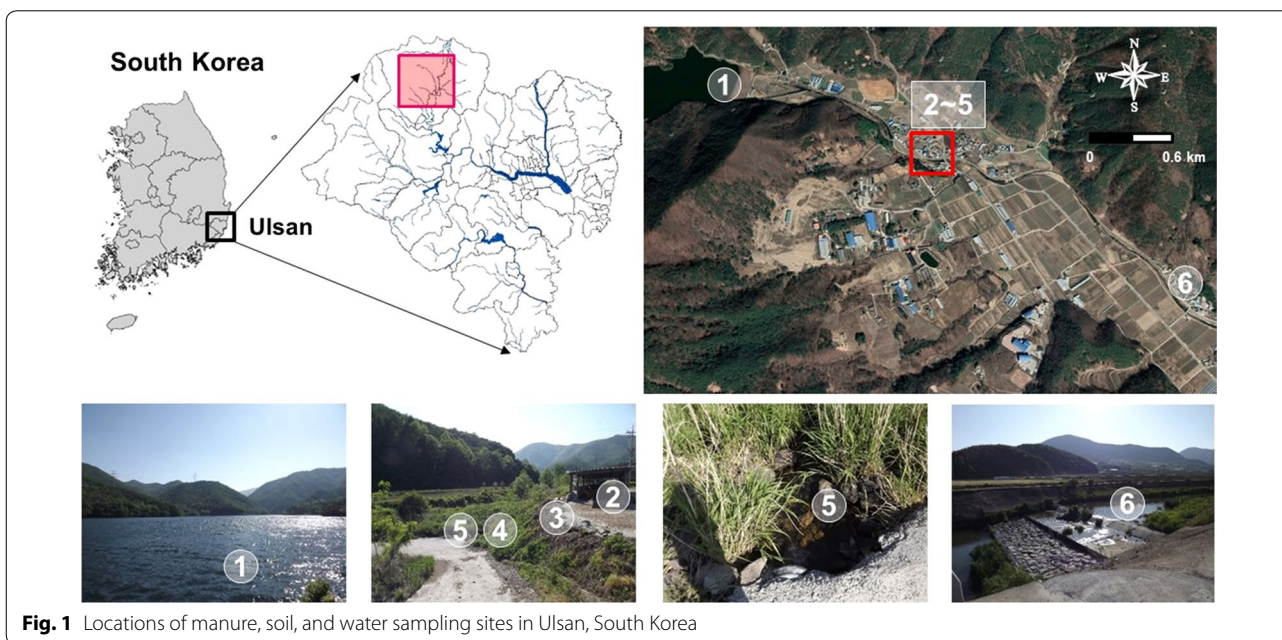 South Korea
Ulsan
1
2~5
N
W E
S
0 0.6 km
6
1
5 4 3 2
5
6
Fig. 1 Locations of manure, soil, and water sampling sites in Ulsan, South Korea